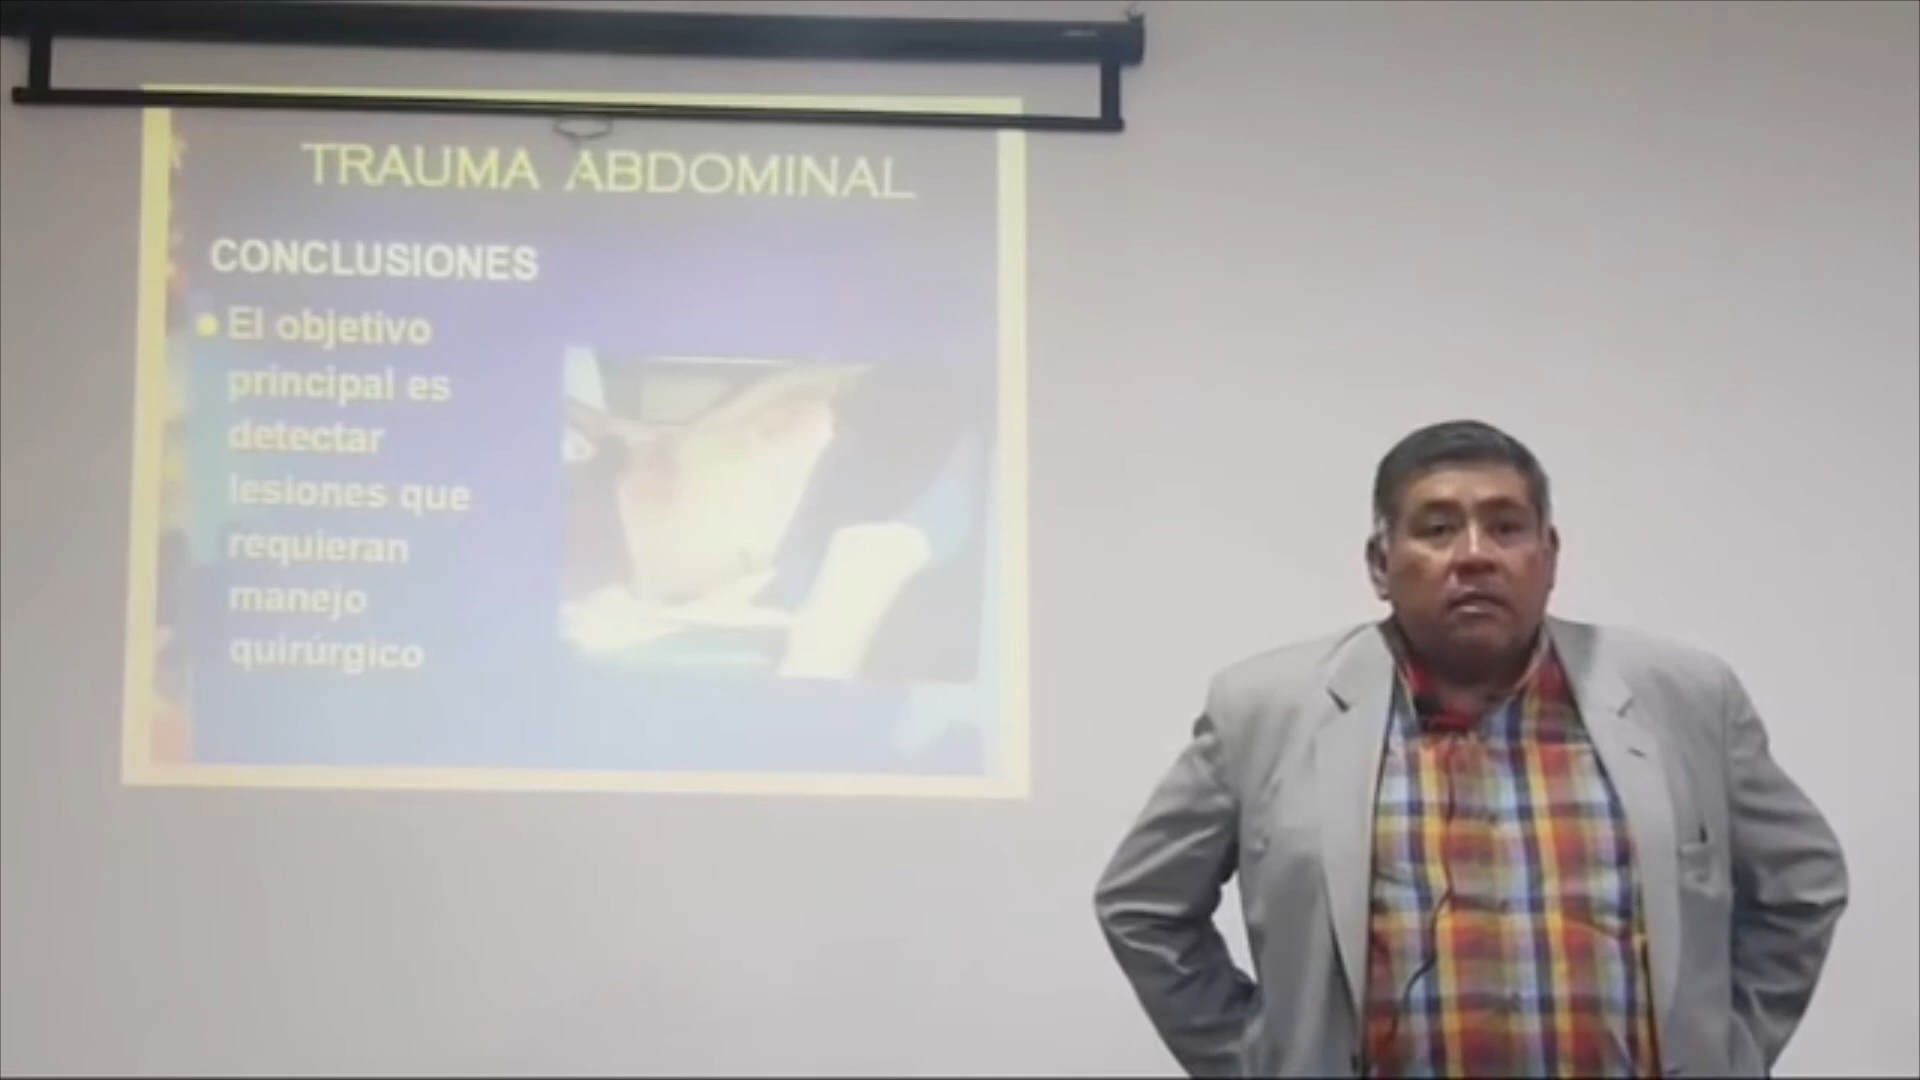 TRAUMA ABDOMINAL
CONCLUSIONES
El objetivo
principal es
detectar
lesiones que
requieran
manejo
quirúrgico